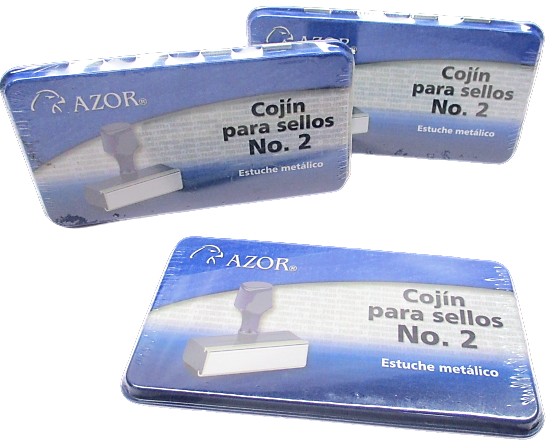 AZOR®
Cojín
para sellos
No. 2
Estuche metálico
AZOR®
Cojín
para sellos
No. 2
Estuche metálico
AZOR®
Cojín
para sellos
No. 2
Estuche metálico